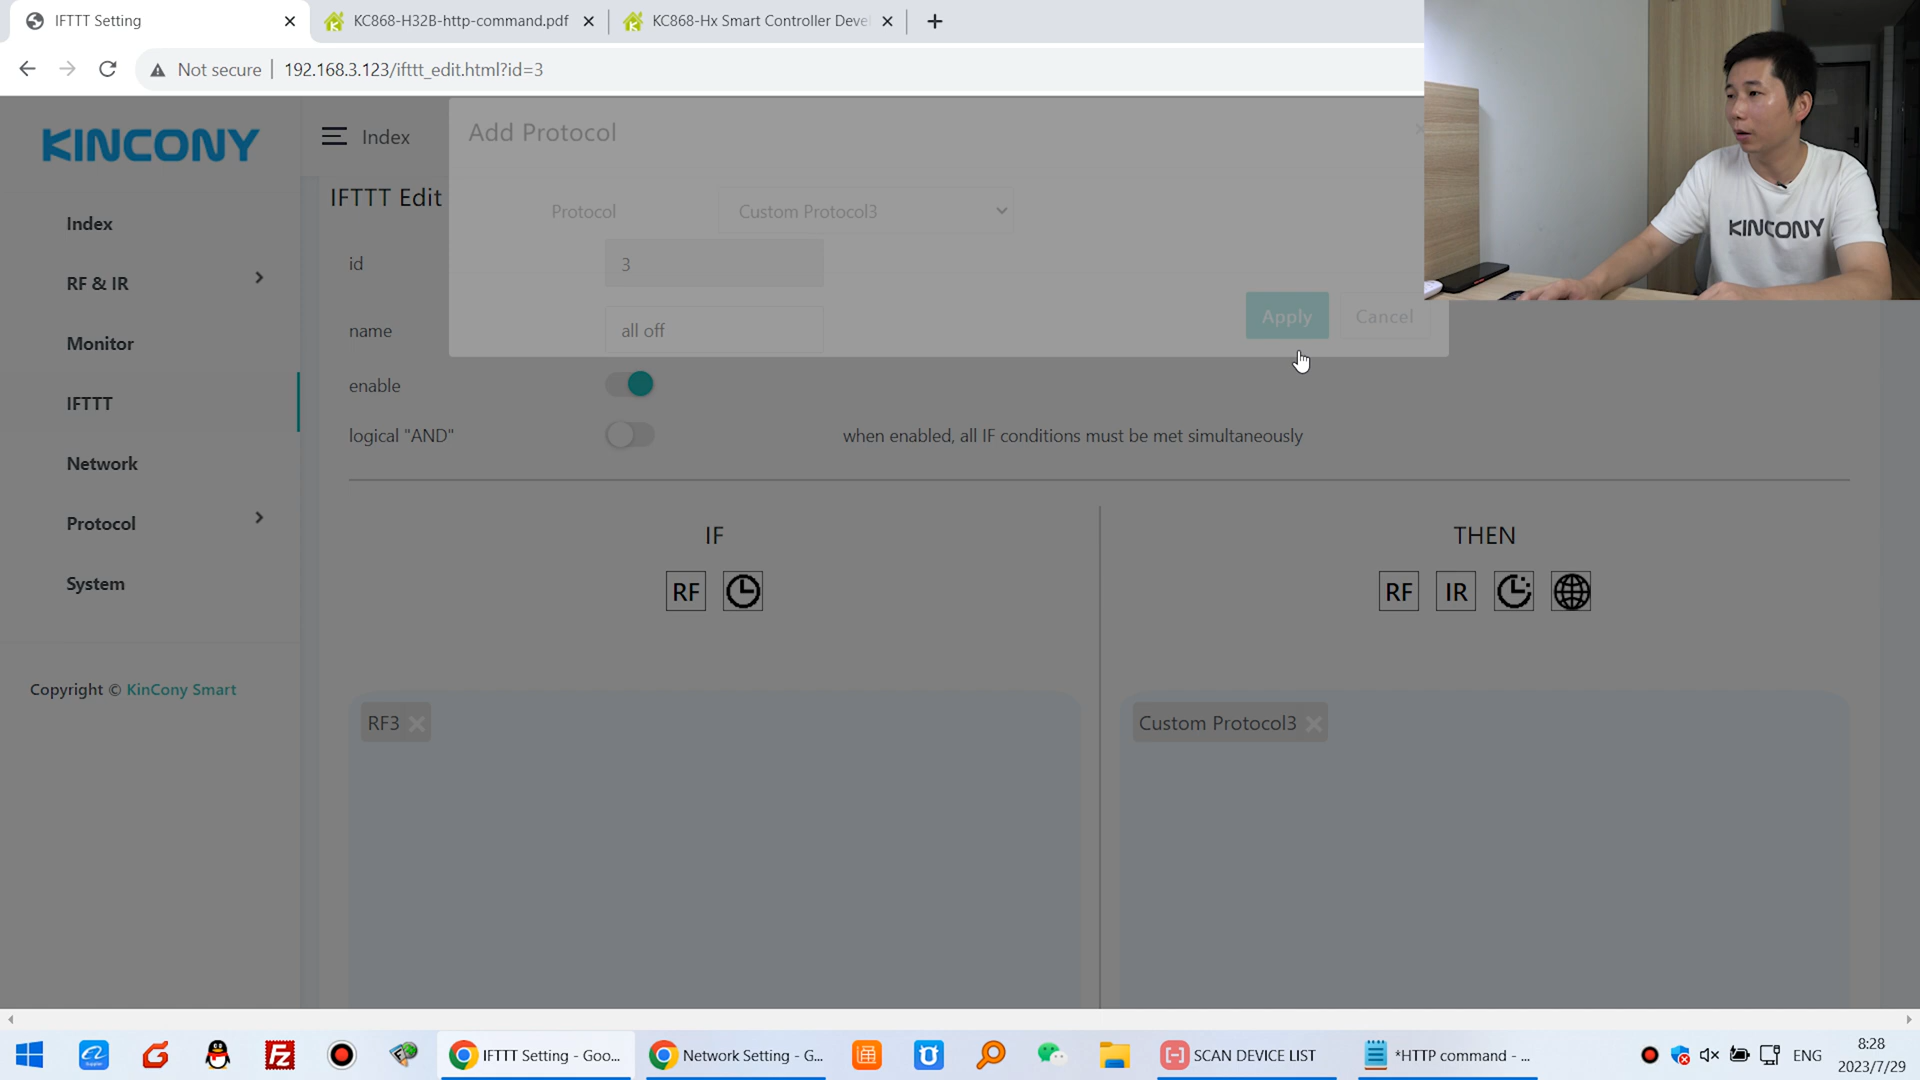 IFTTT Setting
KC868-H32B-http-command.pdf
KC868-Hx Smart Controller Deve
Not secure
192.168.3.123/ifttt_edit.html?id=3
KINCONY
Index
Add Protocol
IFTTT Edit
Protocol
Custom Protocol3
KINCONY
Index
RF & IR
Monitor
IFTTT
Network
Protocol
System
Copyright © KinCony Smart
id
3
name
all off
Apply
Cancel
enable
logical "AND"
when enabled, all IF conditions must be met simultaneously
IF
THEN
RF
RF
IR
RF3
Custom Protocol3
IFTTT Setting - Goo...
Network Setting - G...
SCAN DEVICE LIST
*HTTP command - ...
ENG
8:28
2023/7/29